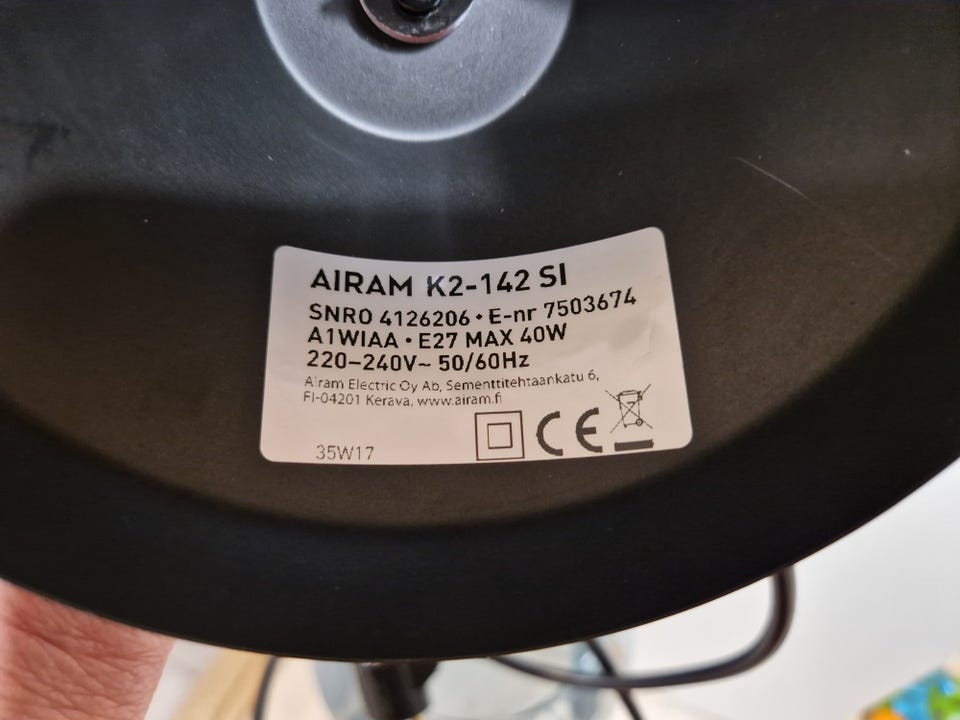 AIRAM K2-142 SI
SNRO 4126206 • E-nr 7503674
A1WIAA • E27 MAX 40W
220–240V~ 50/60Hz
Airam Electric Oy Ab, Sementtitehtaankatu 6,
FI-04201 Kerava, www.airam.fi
35W17 CE